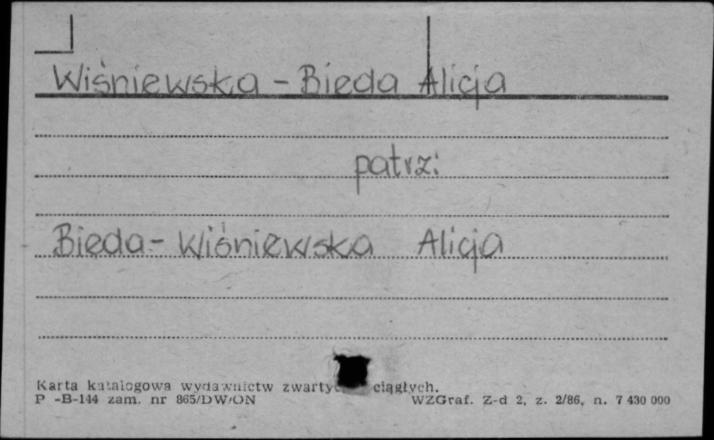 Wiśniewska - Bieda Alicja
patrz:
Bieda - Wiśniewska Alicja
Karta katalogowa wydawnictw ciągłych.
P -B-144 zam. nr 865/DW/ON WZGraf. Z-d 2, z. 2/86, n. 7 430 000